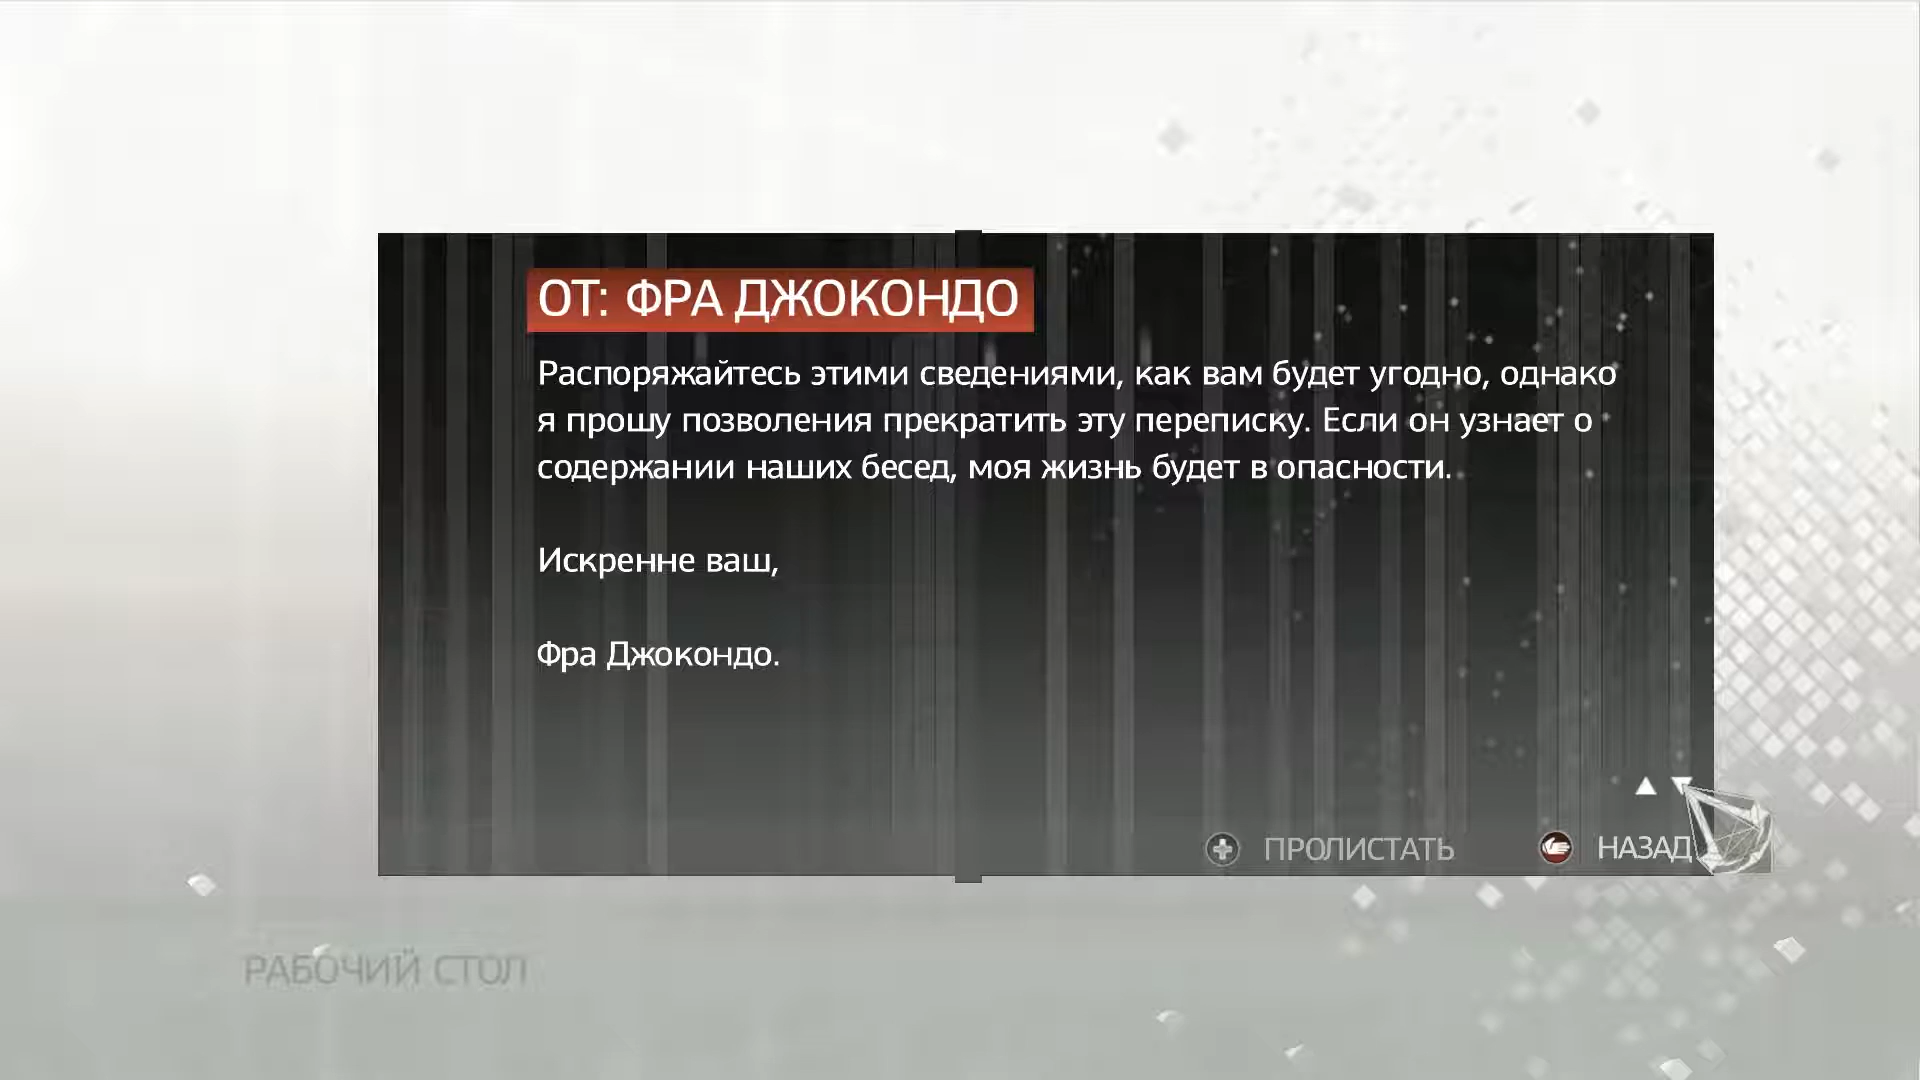 ОТ: ФРА ДЖОКОНДО
Распоряжайтесь этими сведениями, как вам будет угодно, однако
я прошу позволения прекратить эту переписку. Если он узнает о
содержании наших бесед, моя жизнь будет в опасности.
Искренне ваш,
Фра Джокондо.
ПРОЛИСТАТЬ НАЗАД
РАБОЧИЙ СТОЛ